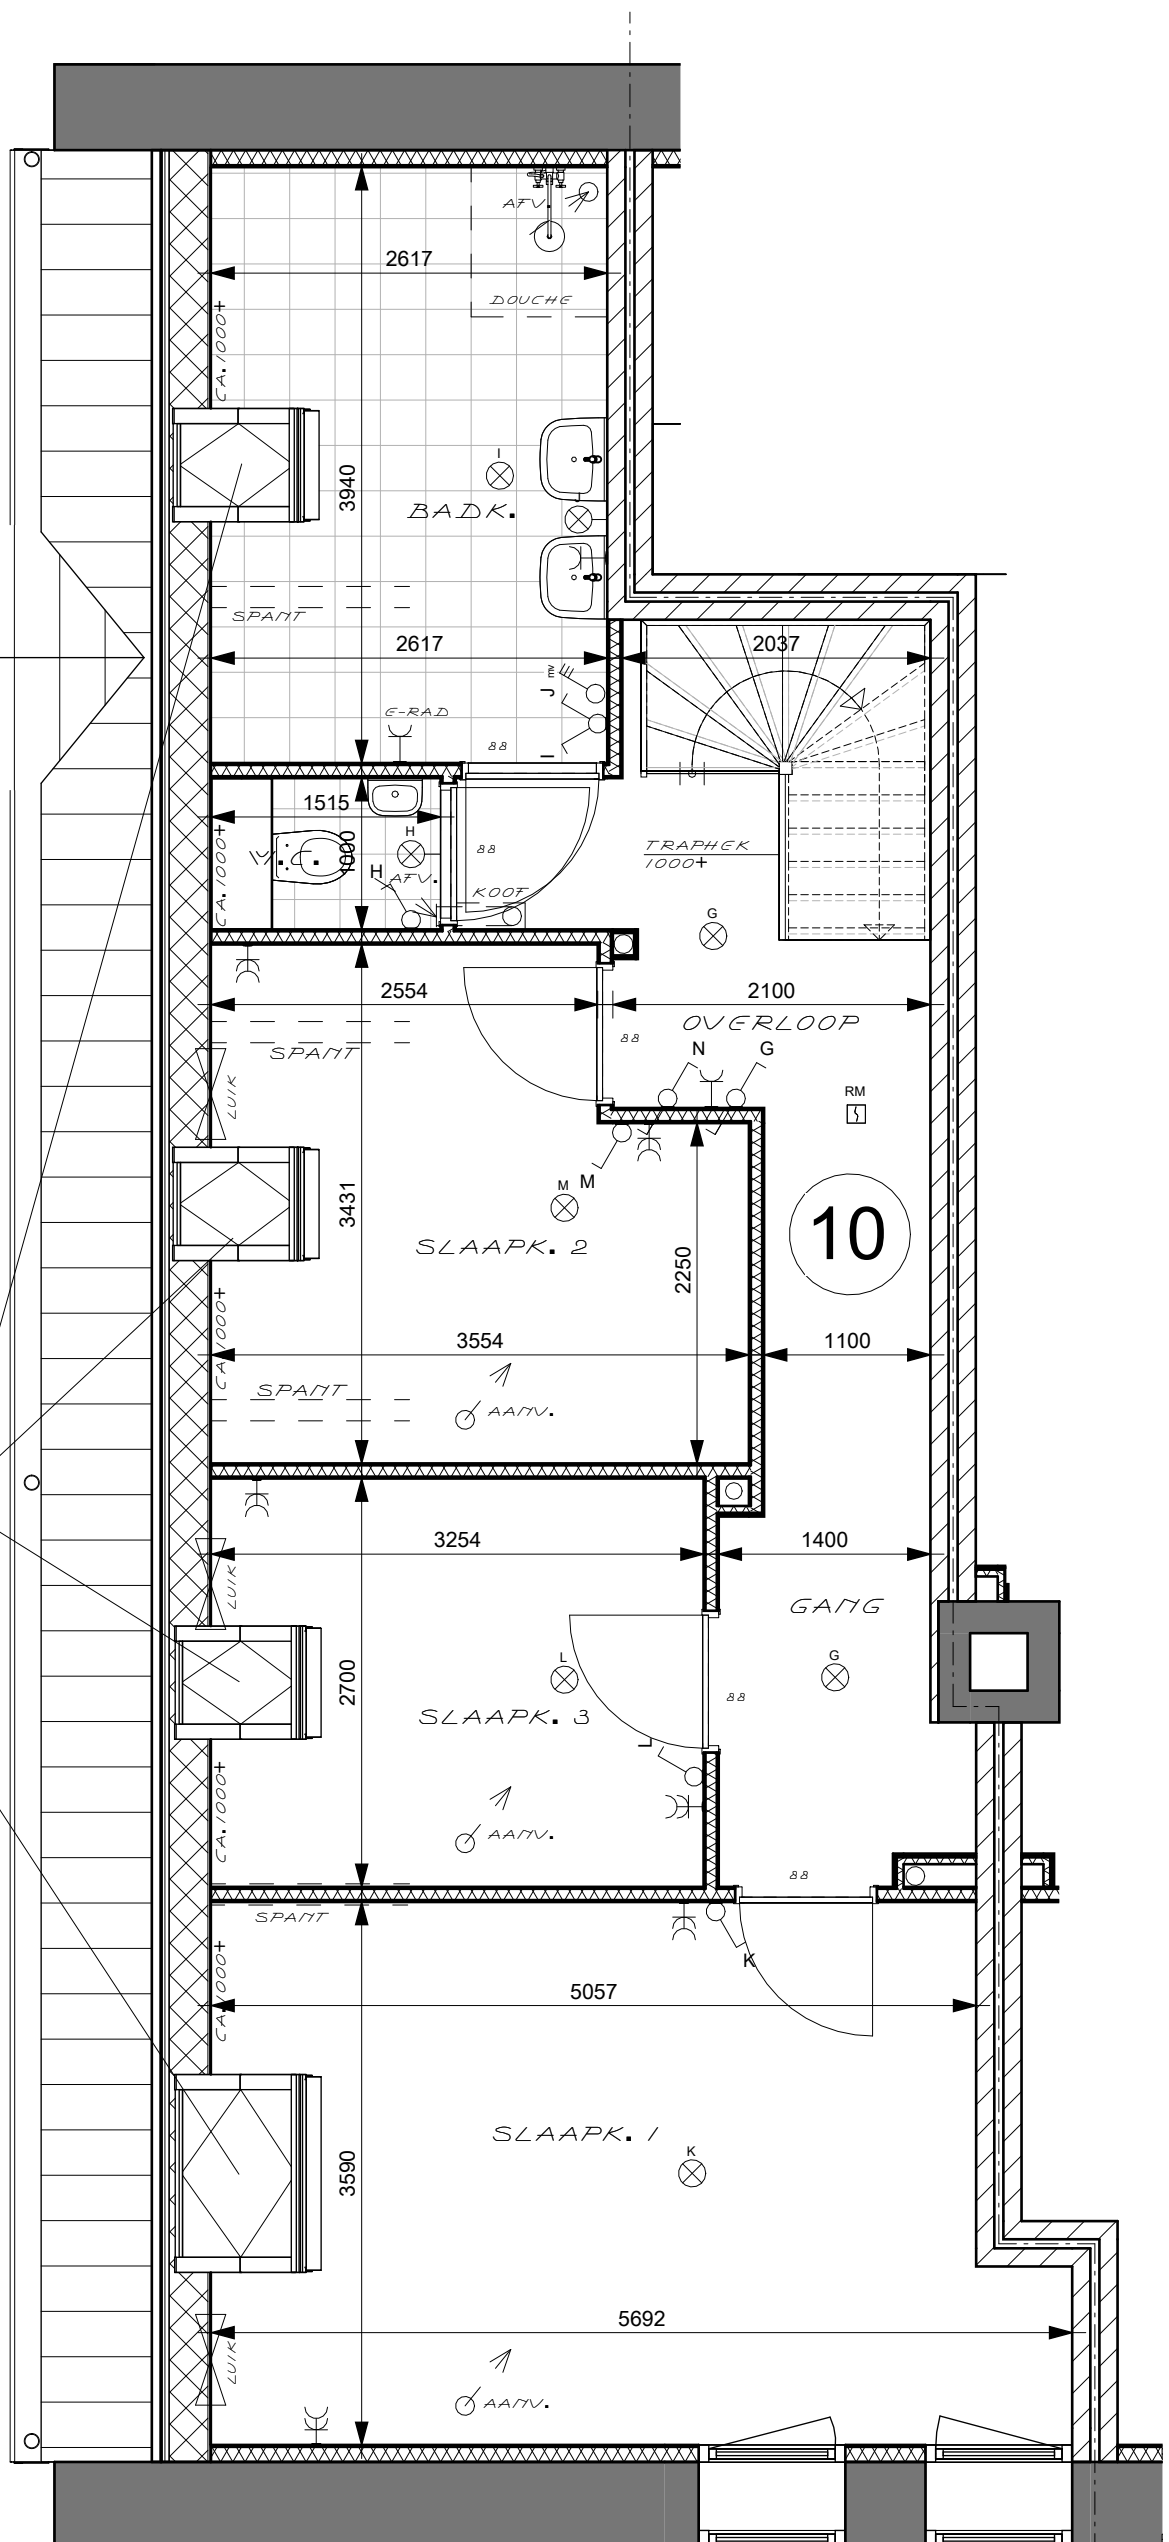 AFV.
2617
DOUCHE
CA.1000+
I
3940
BADK.
J
SPANT
2617
2037
mv
J
E-RAD
I
88
1515
CA.1000+
1000
H
88
TRAPHEK
1000+
H
AFV.
KOOF
G
2554
2100
OVERLOOP
SPANT
88
N
G
LUIK
RM
M
M
3431
10
SLAAPK. 2
2250
CA.1000+
3554
1100
SPANT
AANV.
3254
1400
LUIK
GANG
L
G
2700
88
SLAAPK. 3
L
CA.1000+
AANV.
88
SPANT
K
CA.1000+
5057
SLAAPK. 1
K
3590
5692
LUIK
AANV.